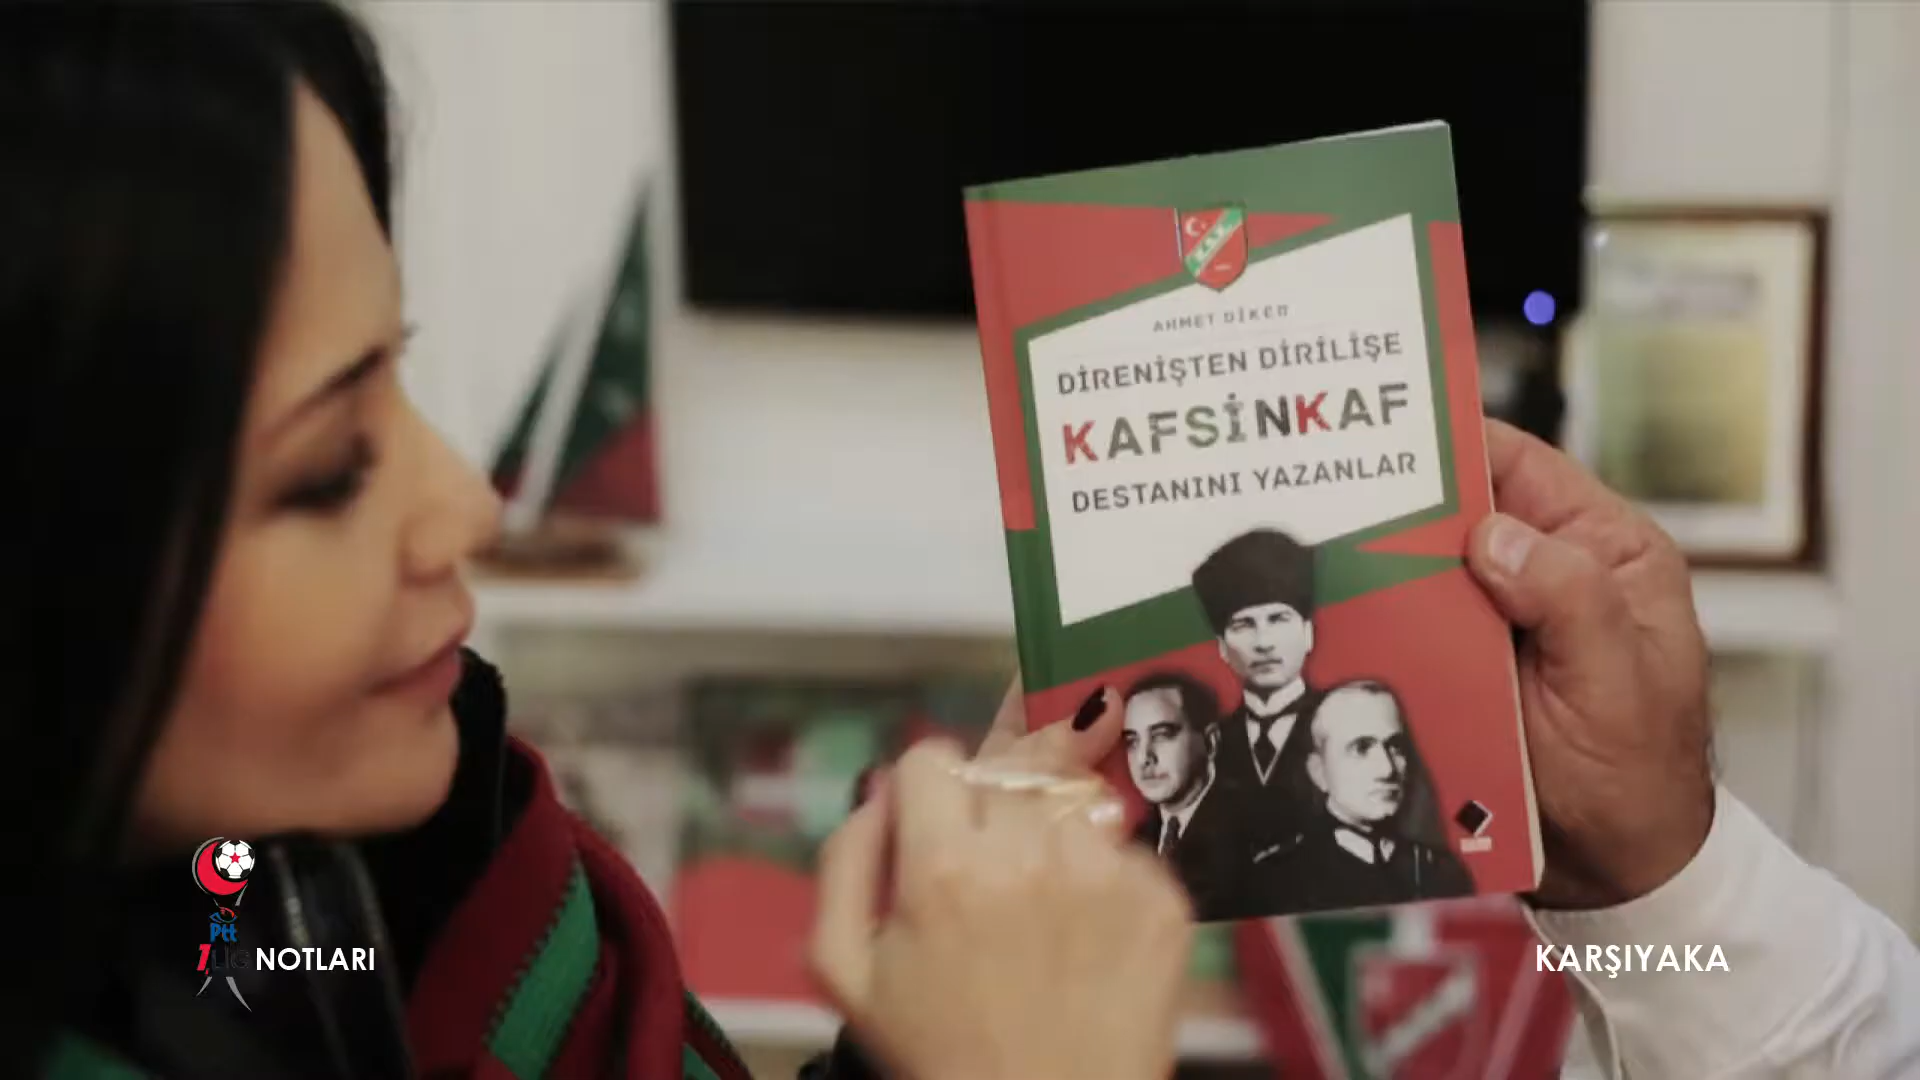 K.S.K.
AHMET DİKER
DİRENİŞTEN DİRİLİŞE
KAFSİNKAF
DESTANINI YAZANLAR
Ptt
1.LİG NOTLARI
KARŞIYAKA